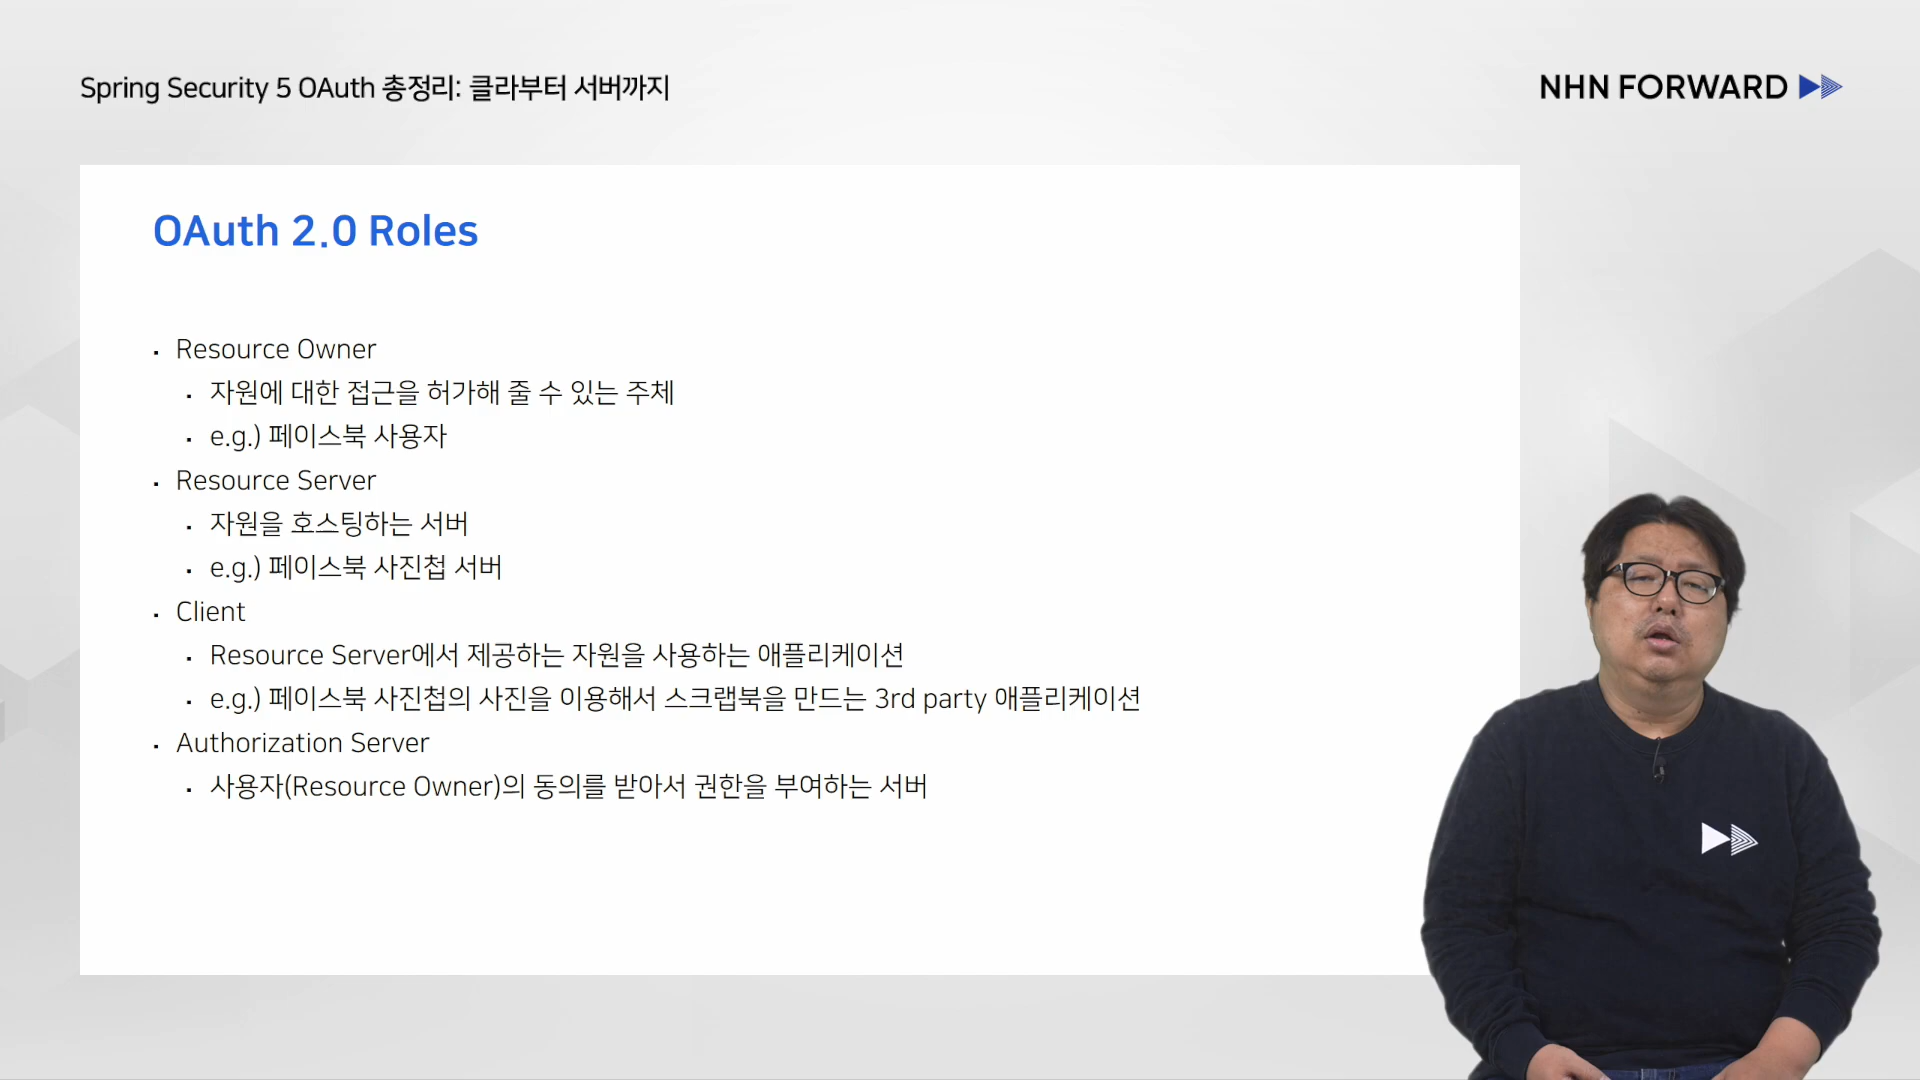 Spring Security 5 OAuth 총정리: 클라부터 서버까지
NHN FORWARD
OAuth 2.0 Roles
Resource Owner
자원에 대한 접근을 허가해 줄 수 있는 주체
e.g.) 페이스북 사용자
Resource Server
자원을 호스팅하는 서버
e.g.) 페이스북 사진첩 서버
Client
Resource Server에서 제공하는 자원을 사용하는 애플리케이션
e.g.) 페이스북 사진첩의 사진을 이용해서 스크랩북을 만드는 3rd party 애플리케이션
Authorization Server
사용자(Resource Owner)의 동의를 받아서 권한을 부여하는 서버